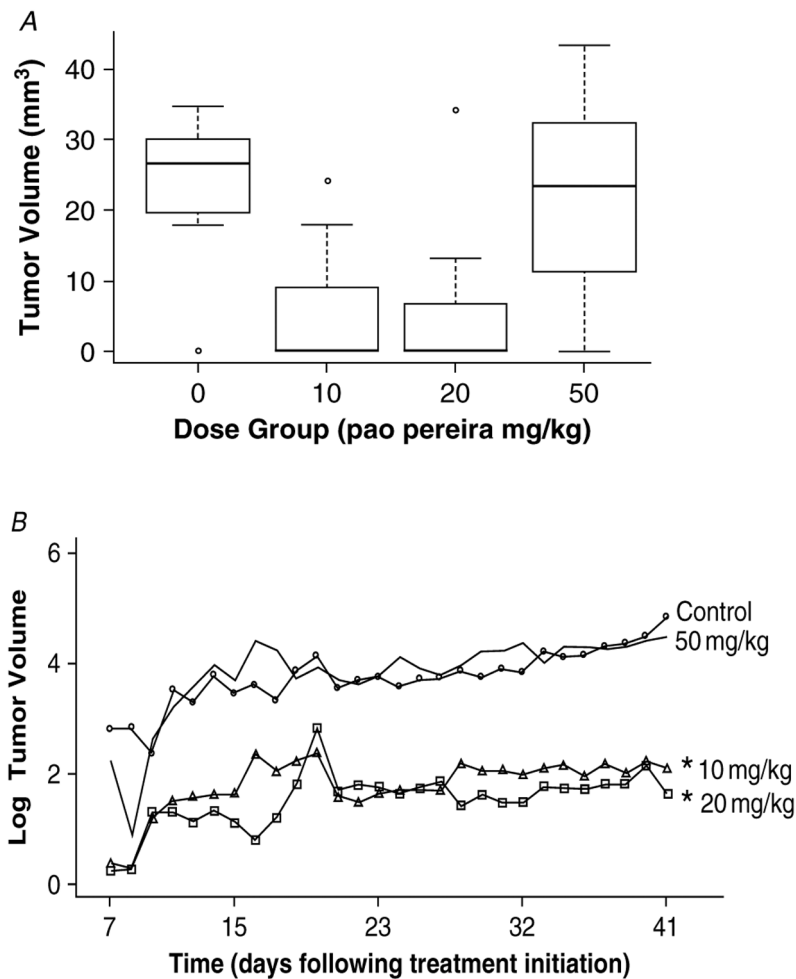 A
Tumor Volume (mm³)
40
30
20
10
0
0 10 20 50
Dose Group (pao pereira mg/kg)
B
Log Tumor Volume
6
4
2
0
Control
50 mg/kg
* 10 mg/kg
* 20 mg/kg
7 15 23 32 41
Time (days following treatment initiation)